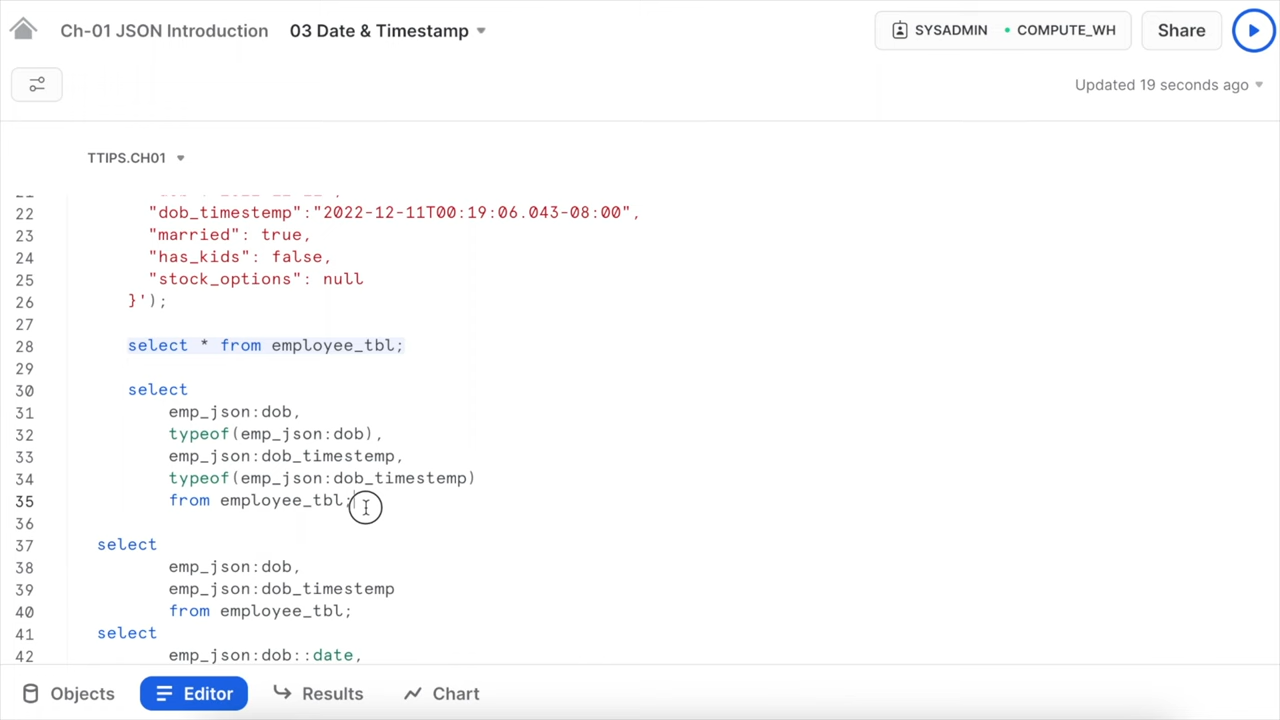 Ch-01 JSON Introduction 03 Date & Timestamp SYSADMIN COMPUTE_WH Share
Updated 19 seconds ago
TTIPS.CH01
22 "dob_timestemp":"2022-12-11T00:19:06.043-08:00",
23 "married": true,
24 "has_kids": false,
25 "stock_options": null
26 }');
27
28 select * from employee_tbl;
29
30 select
31 emp_json:dob,
32 typeof(emp_json:dob),
33 emp_json:dob_timestemp,
34 typeof(emp_json:dob_timestemp)
35 from employee_tbl;
36
37 select
38 emp_json:dob,
39 emp_json:dob_timestemp
40 from employee_tbl;
41 select
42 emp_json:dob::date,
Objects Editor Results Chart